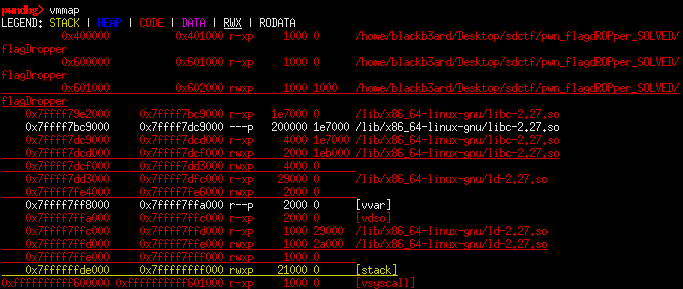 pwndbg> vmmap
LEGEND: STACK | HEAP | CODE | DATA | RWX | RODATA
0x400000 0x401000 r-xp 1000 0 /home/blackb3ard/Desktop/sdctf/pwn_flagdROPper_SOLVED/
flagDropper
0x600000 0x601000 r-xp 1000 0 /home/blackb3ard/Desktop/sdctf/pwn_flagdROPper_SOLVED/
flagDropper
0x601000 0x602000 rwxp 1000 1000 /home/blackb3ard/Desktop/sdctf/pwn_flagdROPper_SOLVED/
flagDropper
0x7ffff79e2000 0x7ffff7bc9000 r-xp 1e7000 0 /lib/x86_64-linux-gnu/libc-2.27.so
0x7ffff7bc9000 0x7ffff7dc9000 ---p 200000 1e7000 /lib/x86_64-linux-gnu/libc-2.27.so
0x7ffff7dc9000 0x7ffff7dcd000 r-xp 4000 1e7000 /lib/x86_64-linux-gnu/libc-2.27.so
0x7ffff7dcd000 0x7ffff7dcf000 rwxp 2000 1eb000 /lib/x86_64-linux-gnu/libc-2.27.so
0x7ffff7dcf000 0x7ffff7dd3000 rwxp 4000 0
0x7ffff7dd3000 0x7ffff7dfc000 r-xp 29000 0 /lib/x86_64-linux-gnu/ld-2.27.so
0x7ffff7fe4000 0x7ffff7fe6000 rwxp 2000 0
0x7ffff7ff8000 0x7ffff7ffa000 r--p 2000 0 [vvar]
0x7ffff7ffa000 0x7ffff7ffc000 r-xp 2000 0 [vdso]
0x7ffff7ffc000 0x7ffff7ffd000 r-xp 1000 29000 /lib/x86_64-linux-gnu/ld-2.27.so
0x7ffff7ffd000 0x7ffff7ffe000 rwxp 1000 2a000 /lib/x86_64-linux-gnu/ld-2.27.so
0x7ffff7ffe000 0x7ffff7fff000 rwxp 1000 0
0x7ffffffde000 0x7ffffffff000 rwxp 21000 0 [stack]
0xffffffffff600000 0xffffffffff601000 r-xp 1000 0 [vsyscall]